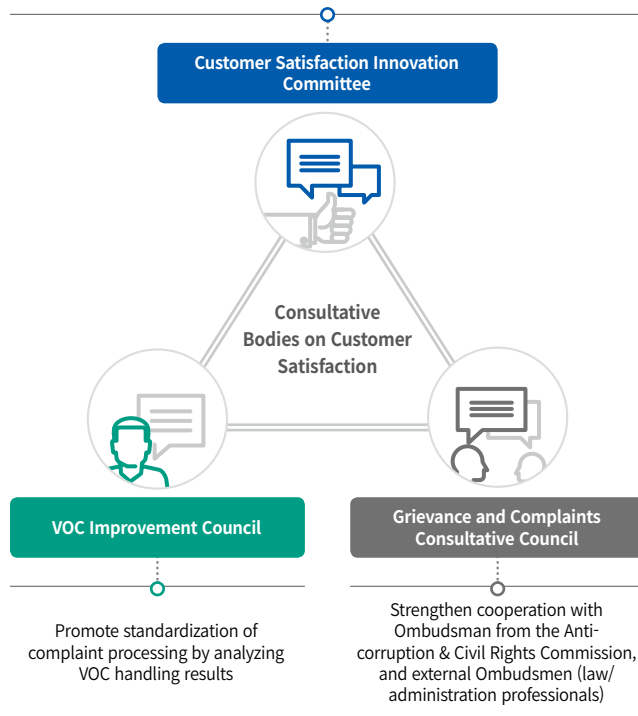 Customer Satisfaction Innovation
Committee
Consultative
Bodies on Customer
Satisfaction
VOC Improvement Council
Promote standardization of
complaint processing by analyzing
VOC handling results
Grievance and Complaints
Consultative Council
Strengthen cooperation with
Ombudsman from the Anti-
corruption & Civil Rights Commission,
and external Ombudsmen (law/
administration professionals)